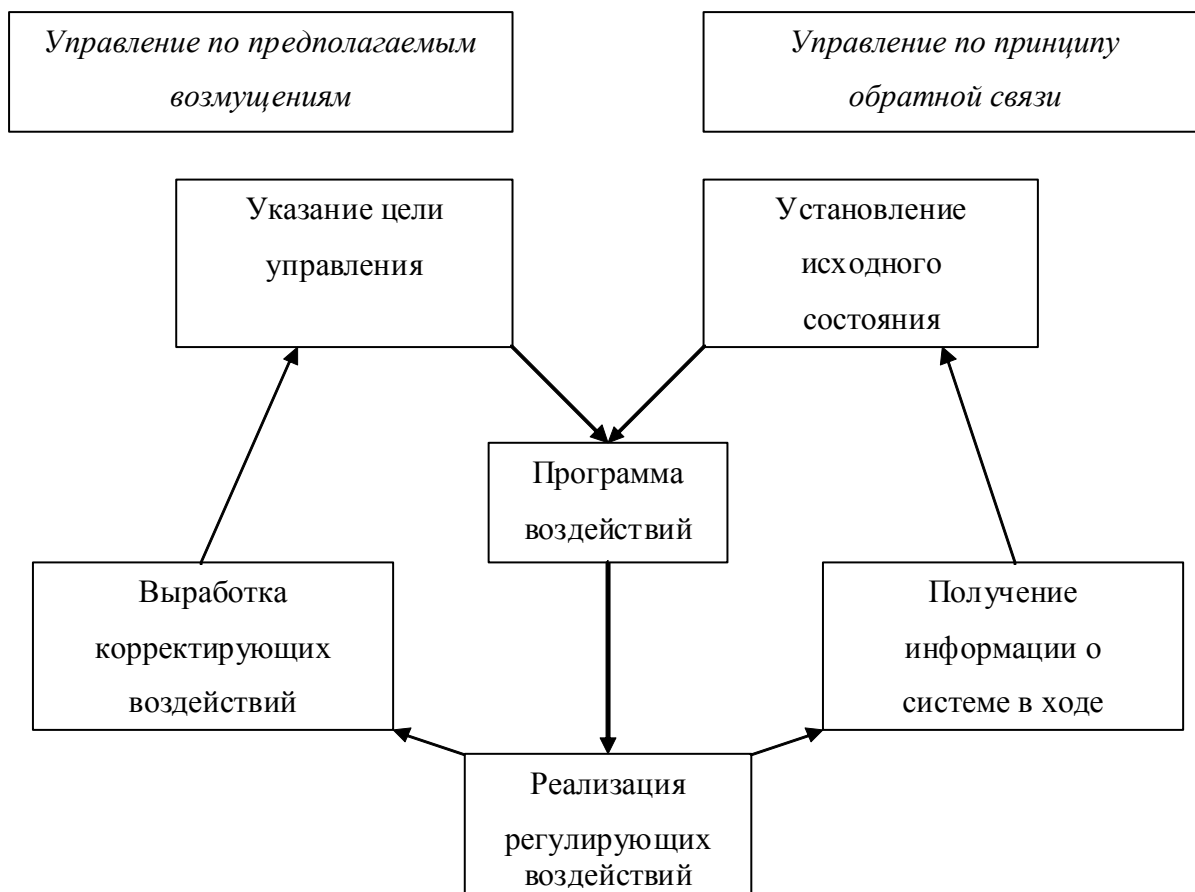 Управление по предполагаемым
возмущениям
Управление по принципу
обратной связи
Указание цели
управления
Установление
исходного
состояния
Программа
воздействий
Выработка
корректирующих
воздействий
Получение
информации о
системе в ходе
Реализация
регулирующих
воздействий